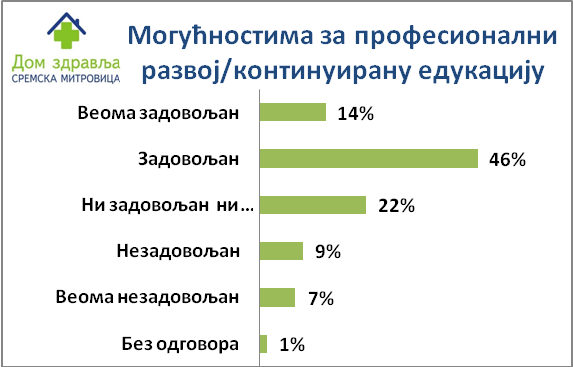 Дом здравља
СРЕМСКА МИТРОВИЦА
Могућностима за професионални
развој/континуирану едукацију
Веома задовољан 14%
Задовољан 46%
Ни задовољан ни... 22%
Незадовољан 9%
Веома незадовољан 7%
Без одговора 1%